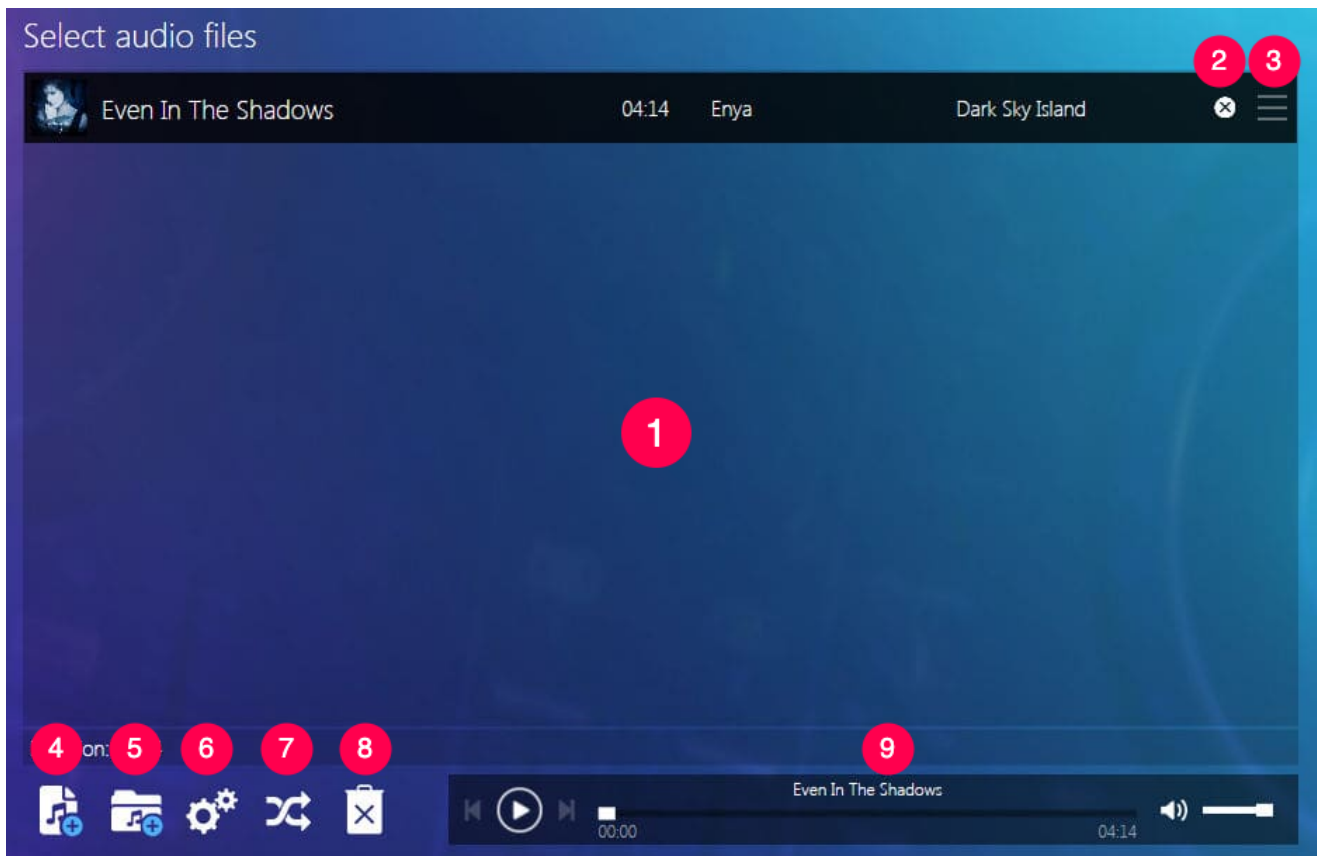 Select audio files
2 3
Even In The Shadows 04:14 Enya Dark Sky Island
1
4 on: 5 6 7 8 9
Even In The Shadows
00:00 04:14